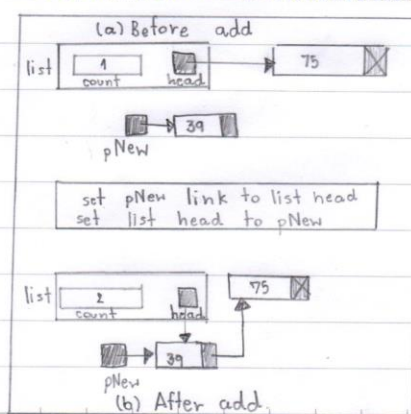 (a) Before add
list 1 75
count head
39
pNew
set pNew link to list head
set list head to pNew
75
list 2
count head
39
pNew
(b) After add.